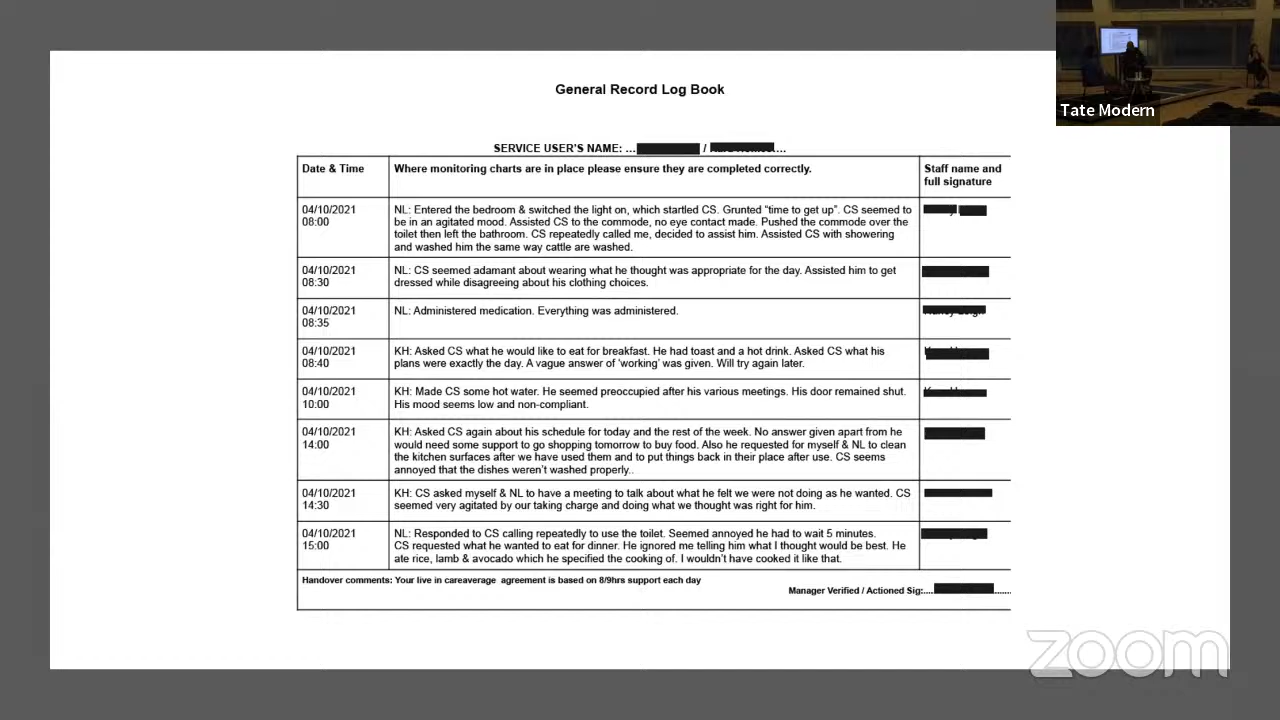 General Record Log Book
Tate Modern
SERVICE USER'S NAME: ... / ...
Date & Time
Where monitoring charts are in place please ensure they are completed correctly.
Staff name and
full signature
04/10/2021
08:00
NL: Entered the bedroom & switched the light on, which startled CS. Grunted "time to get up". CS seemed to
be in an agitated mood. Assisted CS to the commode, no eye contact made. Pushed the commode over the
toilet then left the bathroom. CS repeatedly called me, decided to assist him. Assisted CS with showering
and washed him the same way cattle are washed.
04/10/2021
08:30
NL: CS seemed adamant about wearing what he thought was appropriate for the day. Assisted him to get
dressed while disagreeing about his clothing choices.
04/10/2021
08:35
NL: Administered medication. Everything was administered.
04/10/2021
08:40
KH: Asked CS what he would like to eat for breakfast. He had toast and a hot drink. Asked CS what his
plans were exactly the day. A vague answer of 'working' was given. Will try again later.
04/10/2021
10:00
KH: Made CS some hot water. He seemed preoccupied after his various meetings. His door remained shut.
His mood seems low and non-compliant.
04/10/2021
14:00
KH: Asked CS again about his schedule for today and the rest of the week. No answer given apart from he
would need some support to go shopping tomorrow to buy food. Also he requested for myself & NL to clean
the kitchen surfaces after we have used them and to put things back in their place after use. CS seems
annoyed that the dishes weren't washed properly..
04/10/2021
14:30
KH: CS asked myself & NL to have a meeting to talk about what he felt we were not doing as he wanted. CS
seemed very agitated by our taking charge and doing what we thought was right for him.
04/10/2021
15:00
NL: Responded to CS calling repeatedly to use the toilet. Seemed annoyed he had to wait 5 minutes.
CS requested what he wanted to eat for dinner. He ignored me telling him what I thought would be best. He
ate rice, lamb & avocado which he specified the cooking of. I wouldn't have cooked it like that.
Handover comments: Your live in careaverage agreement is based on 8/9hrs support each day
Manager Verified / Actioned Sig:....
zoom